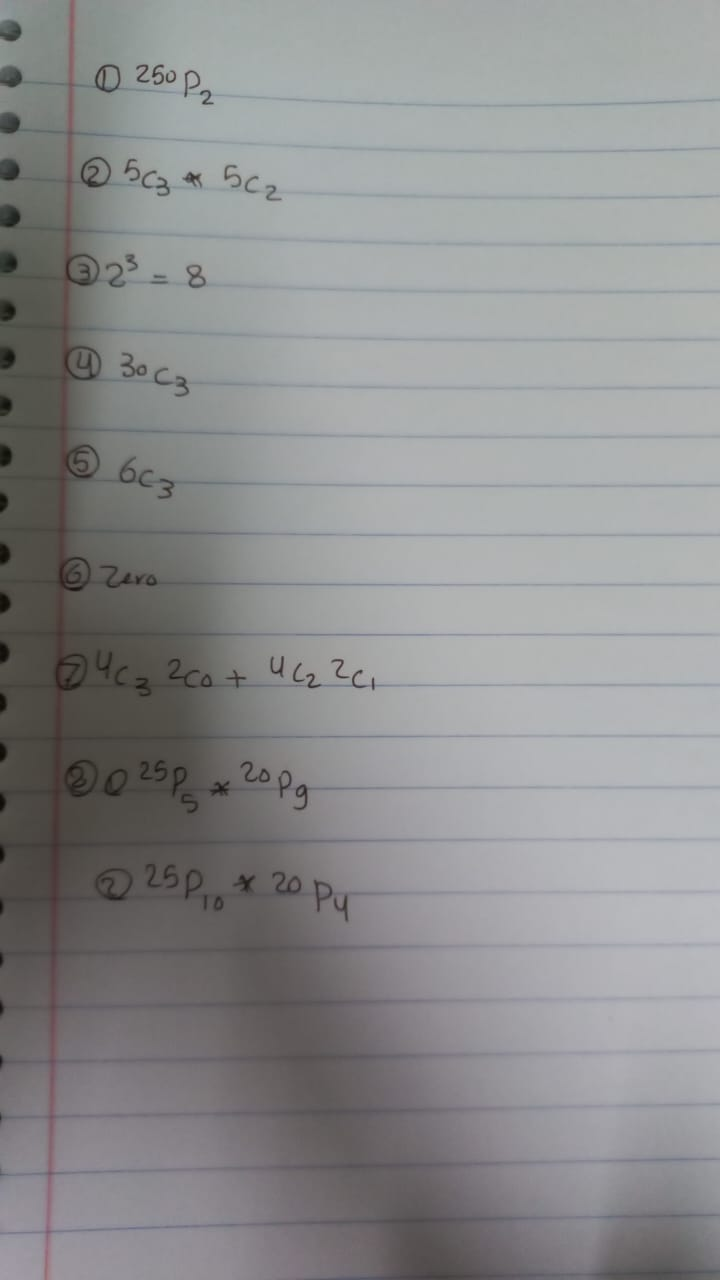 ① 250P₂
② 5C₃ * 5C₂
③ 2³ = 8
④ 30C₃
⑤ 6C₃
⑥ Zero
⑦ 4C₃ 2C₀ + 4C₂ 2C₁
⑧ ① 25P₅ * 20P₉
② 25P₁₀ * 20P₄